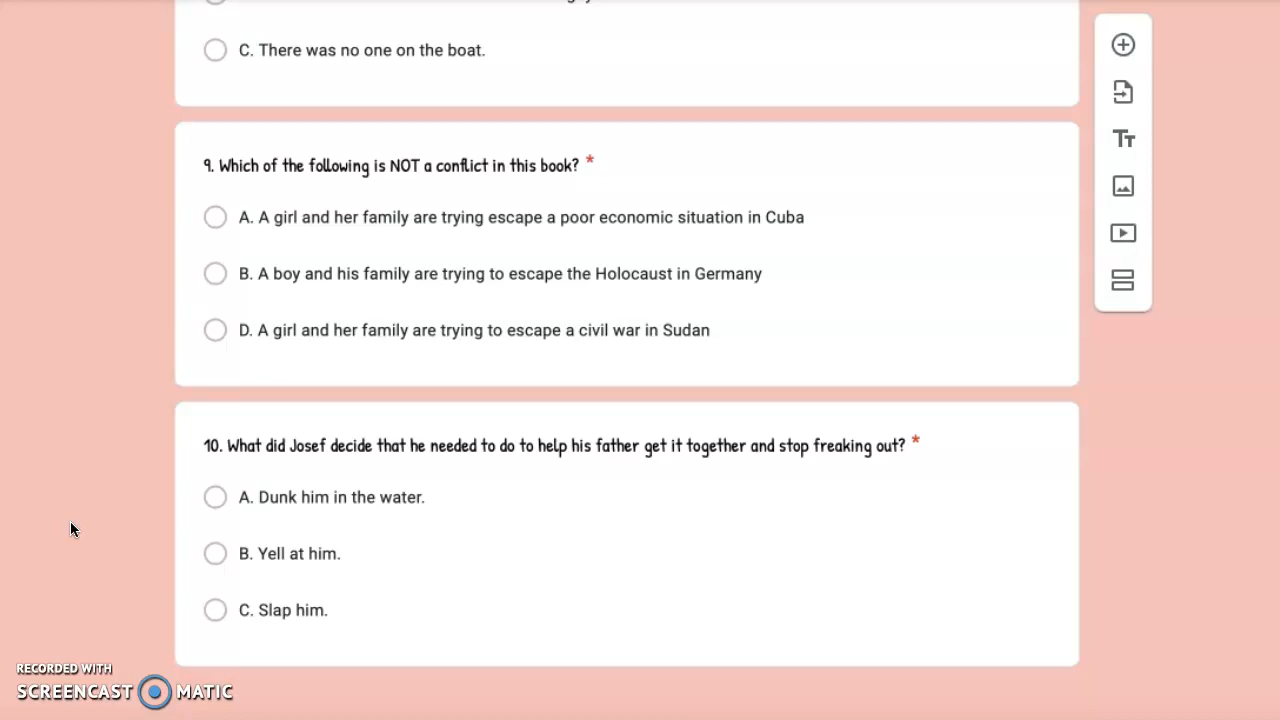 C. There was no one on the boat.
9. Which of the following is NOT a conflict in this book? *
A. A girl and her family are trying escape a poor economic situation in Cuba
B. A boy and his family are trying to escape the Holocaust in Germany
D. A girl and her family are trying to escape a civil war in Sudan
10. What did Josef decide that he needed to do to help his father get it together and stop freaking out? *
A. Dunk him in the water.
B. Yell at him.
C. Slap him.
RECORDED WITH
SCREENCAST MATIC